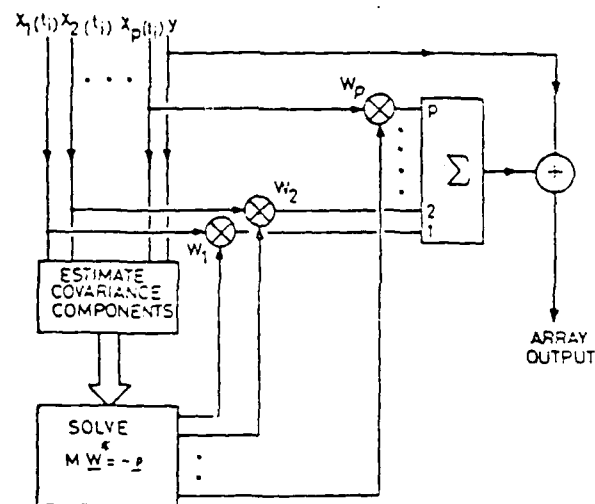 X1(ti) X2(ti) Xp(ti) y
. . .
Wp
p
Σ
+
W2
2
W1
1
ESTIMATE
COVARIANCE
COMPONENTS
ARRAY
OUTPUT
SOLVE
M W* = -ρ